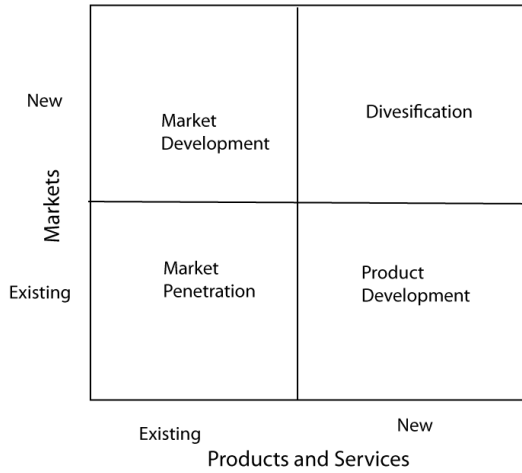 New
Market
Development
Divesification
Markets
Existing
Market
Penetration
Product
Development
Existing
New
Products and Services